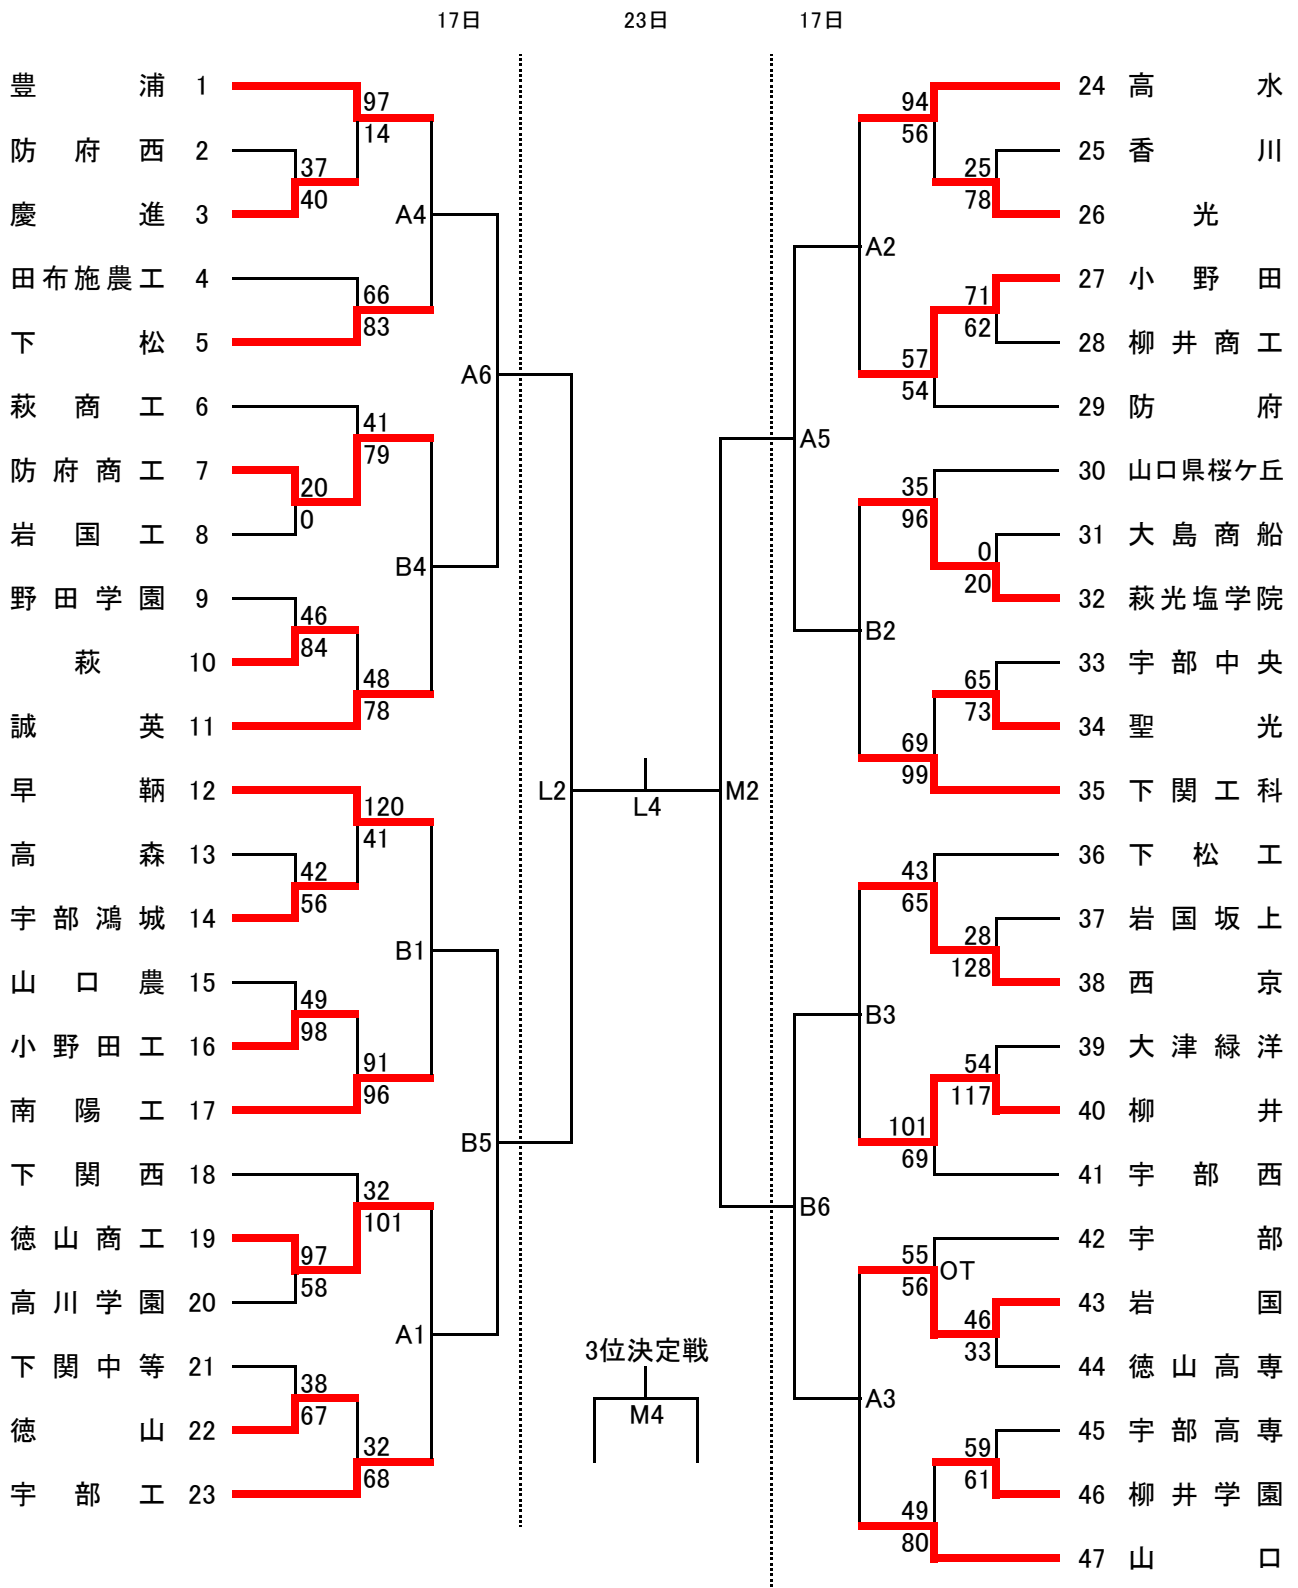 17日 23日 17日
豊浦 1
97
14
防府西 2
37
40
慶進 3
A4
田布施農工 4
66
83
下松 5
A6
萩商工 6
41
79
防府商工 7
20
0
岩国工 8
B4
野田学園 9
46
84
萩 10
48
78
誠英 11
早鞆 12
120
41
高森 13
42
56
宇部鴻城 14
B1
山口農 15
49
98
小野田工 16
91
96
南陽工 17
B5
下関西 18
32
101
徳山商工 19
97
58
高川学園 20
A1
下関中等 21
38
67
徳山 22
32
68
宇部工 23
L2
L4
M2
3位決定戦
M4
24 高水
94
56
25 香川
25
78
26 光
A2
27 小野田
71
62
28 柳井商工
57
54
29 防府
A5
30 山口県桜ケ丘
35
96
31 大島商船
0
20
32 萩光塩学院
B2
33 宇部中央
65
73
34 聖光
69
99
35 下関工科
36 下松工
43
65
37 岩国坂上
28
128
38 西京
B3
39 大津緑洋
54
117
40 柳井
101
69
41 宇部西
B6
42 宇部
55
56
OT
43 岩国
46
33
44 徳山高専
A3
45 宇部高専
59
61
46 柳井学園
49
80
47 山口